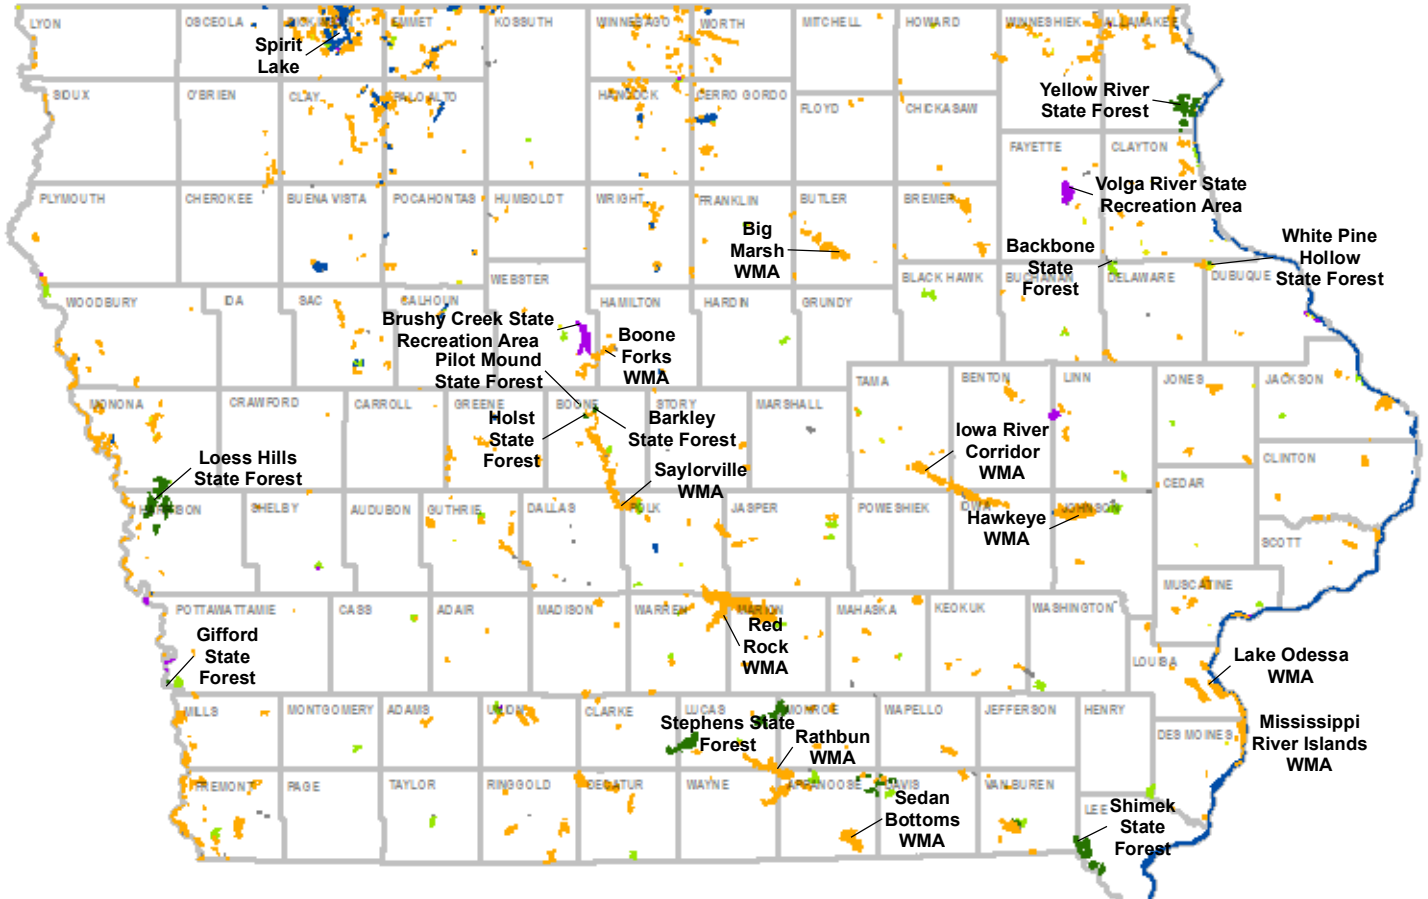 LYON
OSCEOLA
DICKINSON
EMMET
KOSSUTH
WINNEBAGO
WORTH
MITCHELL
HOWARD
WINNESHIEK
ALLAMAKEE
Spirit
Lake
SIOUX
O'BRIEN
CLAY
PALO ALTO
HANCOCK
CERRO GORDO
FLOYD
CHICKASAW
Yellow River
State Forest
FAYETTE
CLAYTON
PLYMOUTH
CHEROKEE
BUENA VISTA
POCAHONTAS
HUMBOLDT
WRIGHT
FRANKLIN
BUTLER
BREMER
Volga River State
Recreation Area
Big
Marsh
WMA
Backbone
State
Forest
White Pine
Hollow
State Forest
WEBSTER
BLACK HAWK
BUCHANAN
DELAWARE
DUBUQUE
WOODBURY
IDA
SAC
CALHOUN
HAMILTON
HARDIN
GRUNDY
Brushy Creek State
Recreation Area
Boone
Forks
WMA
Pilot Mound
State Forest
TAMA
BENTON
LINN
JONES
JACKSON
MONONA
CRAWFORD
CARROLL
GREENE
BOONE
STORY
MARSHALL
Holst
State
Forest
Barkley
State Forest
Iowa River
Corridor
WMA
Loess Hills
State Forest
Saylorville
WMA
CLINTON
CEDAR
HARRISON
SHELBY
AUDUBON
GUTHRIE
DALLAS
POLK
JASPER
POWESHIEK
IOWA
JOHNSON
Hawkeye
WMA
SCOTT
MUSCATINE
POTTAWATTAMIE
CASS
ADAIR
MADISON
WARREN
MARION
MAHASKA
KEOKUK
WASHINGTON
Gifford
State
Forest
Red
Rock
WMA
LOUISA
Lake Odessa
WMA
MILLS
MONTGOMERY
ADAMS
UNION
CLARKE
LUCAS
MONROE
WAPELLO
JEFFERSON
HENRY
DES MOINES
Stephens State
Forest
Rathbun
WMA
Mississippi
River Islands
WMA
FREMONT
PAGE
TAYLOR
RINGGOLD
DECATUR
WAYNE
APPANOOSE
DAVIS
VAN BUREN
LEE
Sedan
Bottoms
WMA
Shimek
State
Forest